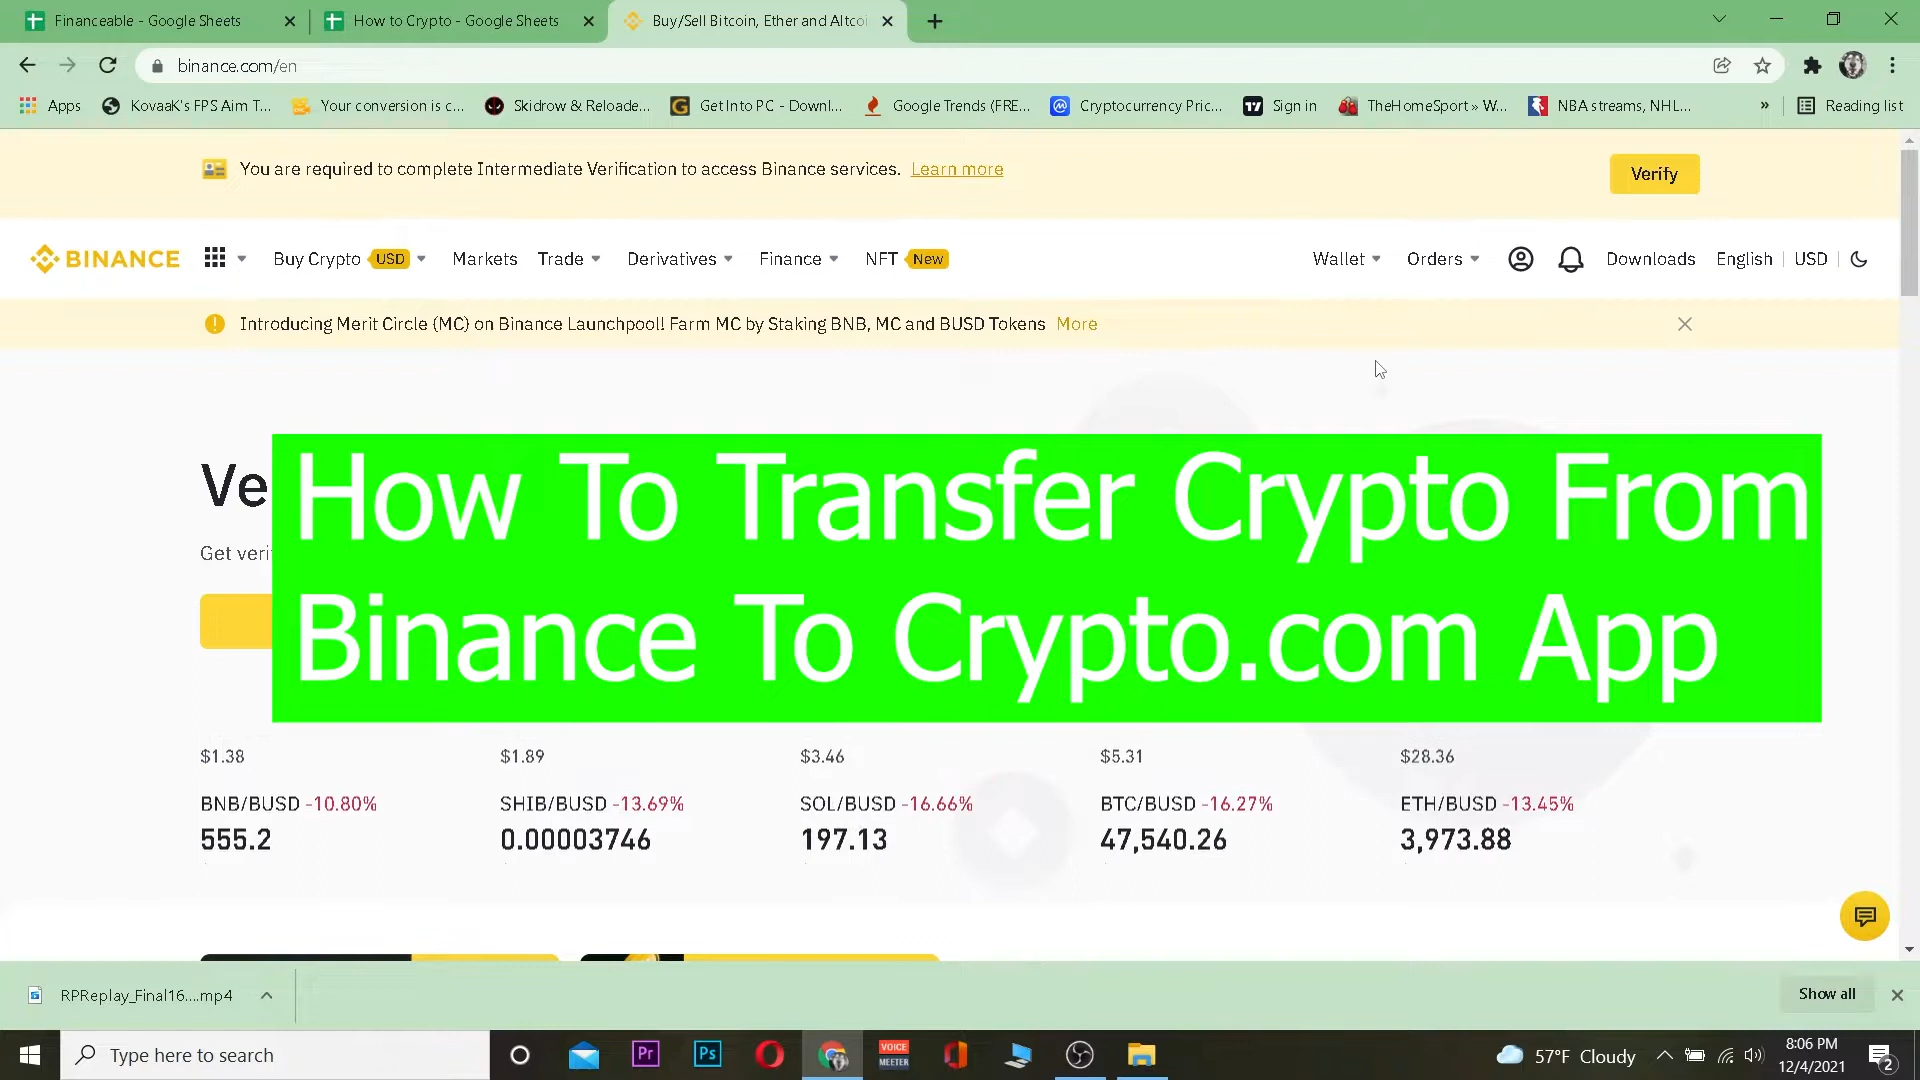 Financeable - Google Sheets
How to Crypto - Google Sheets
Buy/Sell Bitcoin, Ether and Altcoi
binance.com/en
Apps
KovaaK's FPS Aim T...
Your conversion is c...
Skidrow & Reloade...
Get Into PC - Downl...
Google Trends (FRE...
Cryptocurrency Pric...
Sign in
TheHomeSport » W...
NBA streams, NHL...
»
Reading list
You are required to complete Intermediate Verification to access Binance services. Learn more
Verify
BINANCE
Buy Crypto USD
Markets
Trade
Derivatives
Finance
NFT New
Wallet
Orders
Downloads
English
USD
Introducing Merit Circle (MC) on Binance Launchpool! Farm MC by Staking BNB, MC and BUSD Tokens More
Ve
Get veri
How To Transfer Crypto From
Binance To Crypto.com App
$1.38
$1.89
$3.46
$5.31
$28.36
BNB/BUSD -10.80%
SHIB/BUSD -13.69%
SOL/BUSD -16.66%
BTC/BUSD -16.27%
ETH/BUSD -13.45%
555.2
0.00003746
197.13
47,540.26
3,973.88
RPReplay_Final16....mp4
Show all
Type here to search
Pr
Ps
VOICE
MEETER
57°F Cloudy
8:06 PM
12/4/2021
2